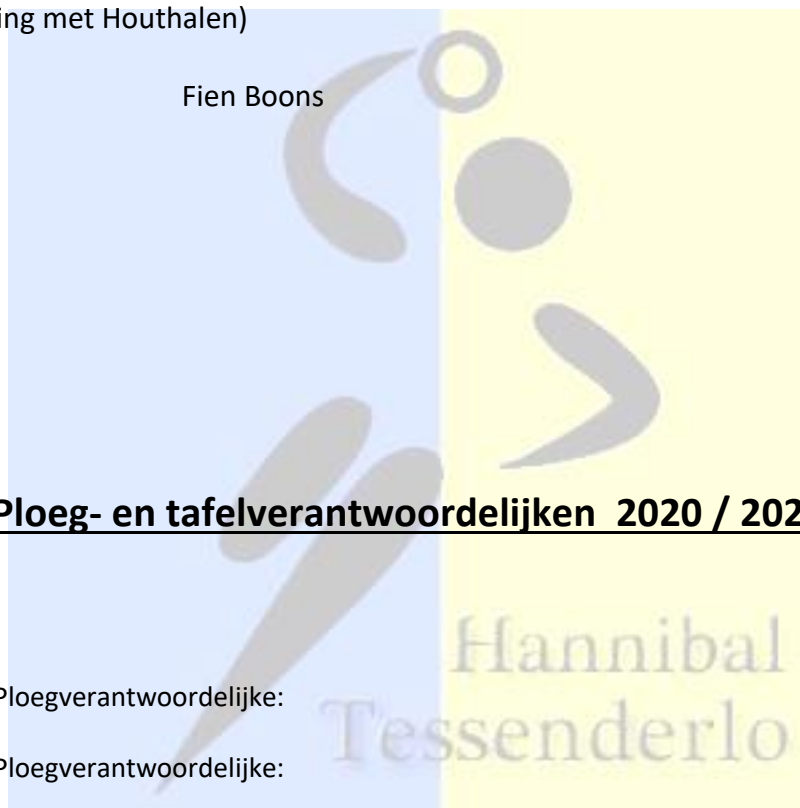 ing met Houthalen)
Fien Boons
Ploeg- en tafelverantwoordelijken 2020 / 202
Hannibal
Ploegverantwoordelijke:
Tessenderlo
Ploegverantwoordelijke: